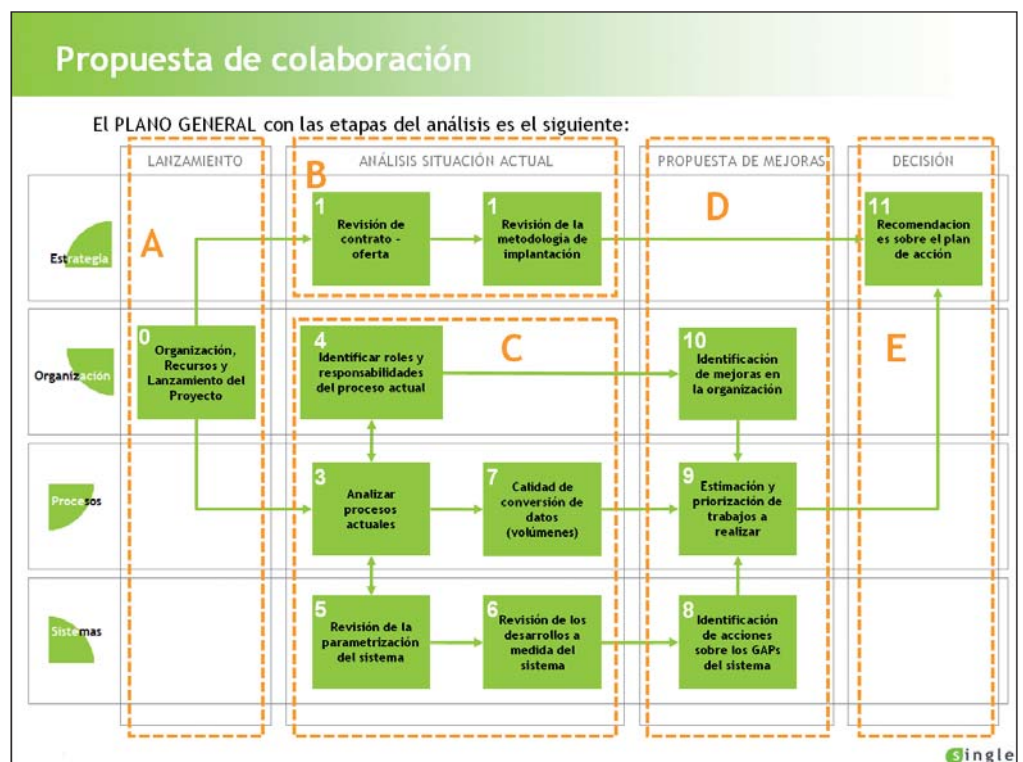 Propuesta de colaboración
El PLANO GENERAL con las etapas del análisis es el siguiente:
LANZAMIENTO
ANÁLISIS SITUACIÓN ACTUAL
PROPUESTA DE MEJORAS
DECISIÓN
A
B
D
Estrategia
1
Revisión de
contrato -
oferta
1
Revisión de la
metodología de
implantación
11
Recomendacion
es sobre el plan
de acción
Organización
0
Organización,
Recursos y
Lanzamiento del
Proyecto
4
Identificar roles y
responsabilidades
del proceso actual
C
10
Identificación
de mejoras en
la organización
E
Procesos
3
Analizar
procesos
actuales
7
Calidad de
conversión de
datos
(volúmenes)
9
Estimación y
priorización de
trabajos a
realizar
Sistemas
5
Revisión de la
parametrización
del sistema
6
Revisión de los
desarrollos a
medida del
sistema
8
Identificación
de acciones
sobre los GAPs
del sistema
single